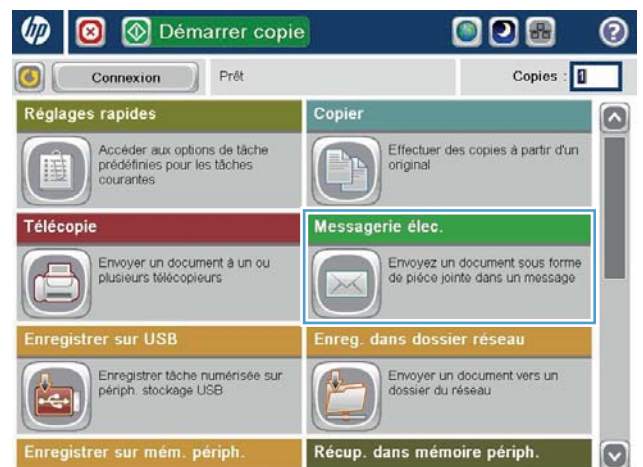 hp
Démarrer copie
Connexion
Prêt
Copies : 1
Réglages rapides
Accéder aux options de tâche
prédéfinies pour les tâches
courantes
Copier
Effectuer des copies à partir d'un
original
Télécopie
Envoyer un document à un ou
plusieurs télécopieurs
Messagerie élec.
Envoyez un document sous forme
de pièce jointe dans un message
Enregistrer sur USB
Enregistrer tâche numérisée sur
périph. stockage USB
Enreg. dans dossier réseau
Envoyer un document vers un
dossier du réseau
Enregistrer sur mém. périph.
Récup. dans mémoire périph.